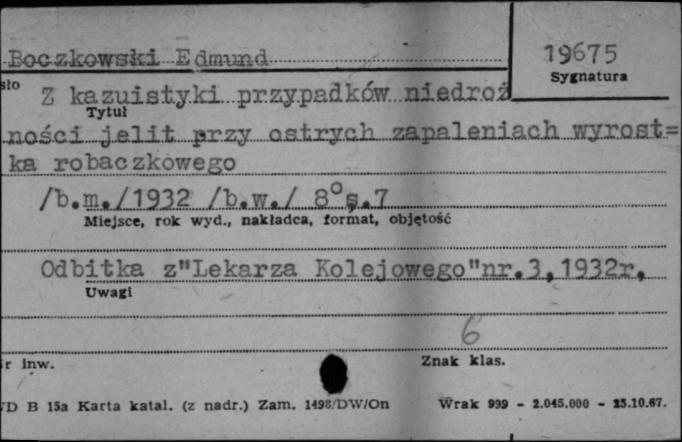 Boczkowski Edmund
19675
Sygnatura
sło
Z kazuistyki przypadków niedroż
Tytuł
ności jelit przy ostrych zapaleniach wyrost=
ka robaczkowego
/b.m./1932 /b.w./ 8°s.7
Miejsce, rok wyd., nakładca, format, objętość
Odbitka z"Lekarza Kolejowego"nr.3,1932r.
Uwagi
6
r inw.
Znak klas.
D B 15a Karta katal. (z nadr.) Zam. 1498/DW/On
Wrak 999 - 2.045.000 - 25.10.67.